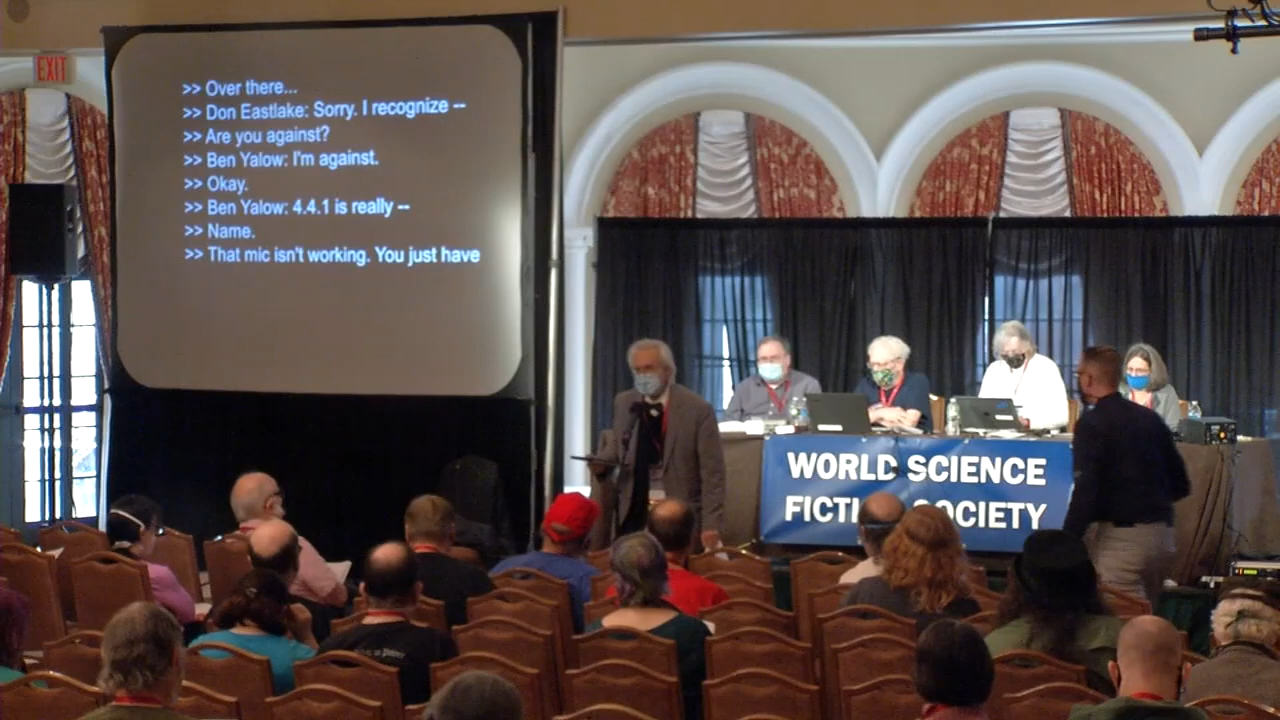 EXIT
>> Over there...
>> Don Eastlake: Sorry. I recognize --
>> Are you against?
>> Ben Yalow: I'm against.
>> Okay.
>> Ben Yalow: 4.4.1 is really --
>> Name.
>> That mic isn't working. You just have
WORLD SCIENCE
FICTION SOCIETY